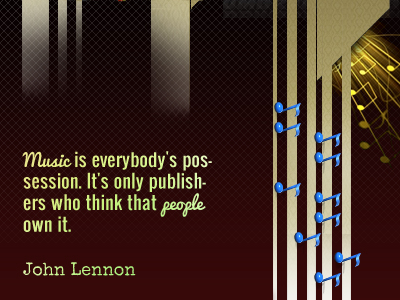 Music is everybody's pos-
session. It's only publish-
ers who think that people
own it.
John Lennon